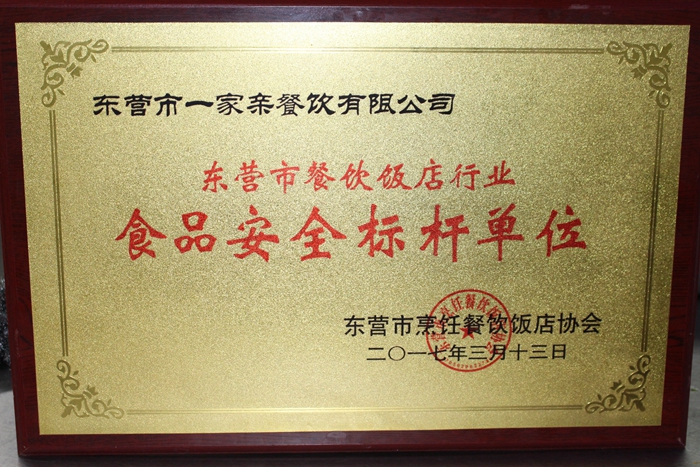 东营市一家亲餐饮有限公司
东营市餐饮饭店行业
食品安全标杆单位
东营市烹饪餐饮饭店协会
二〇一七年三月十三日